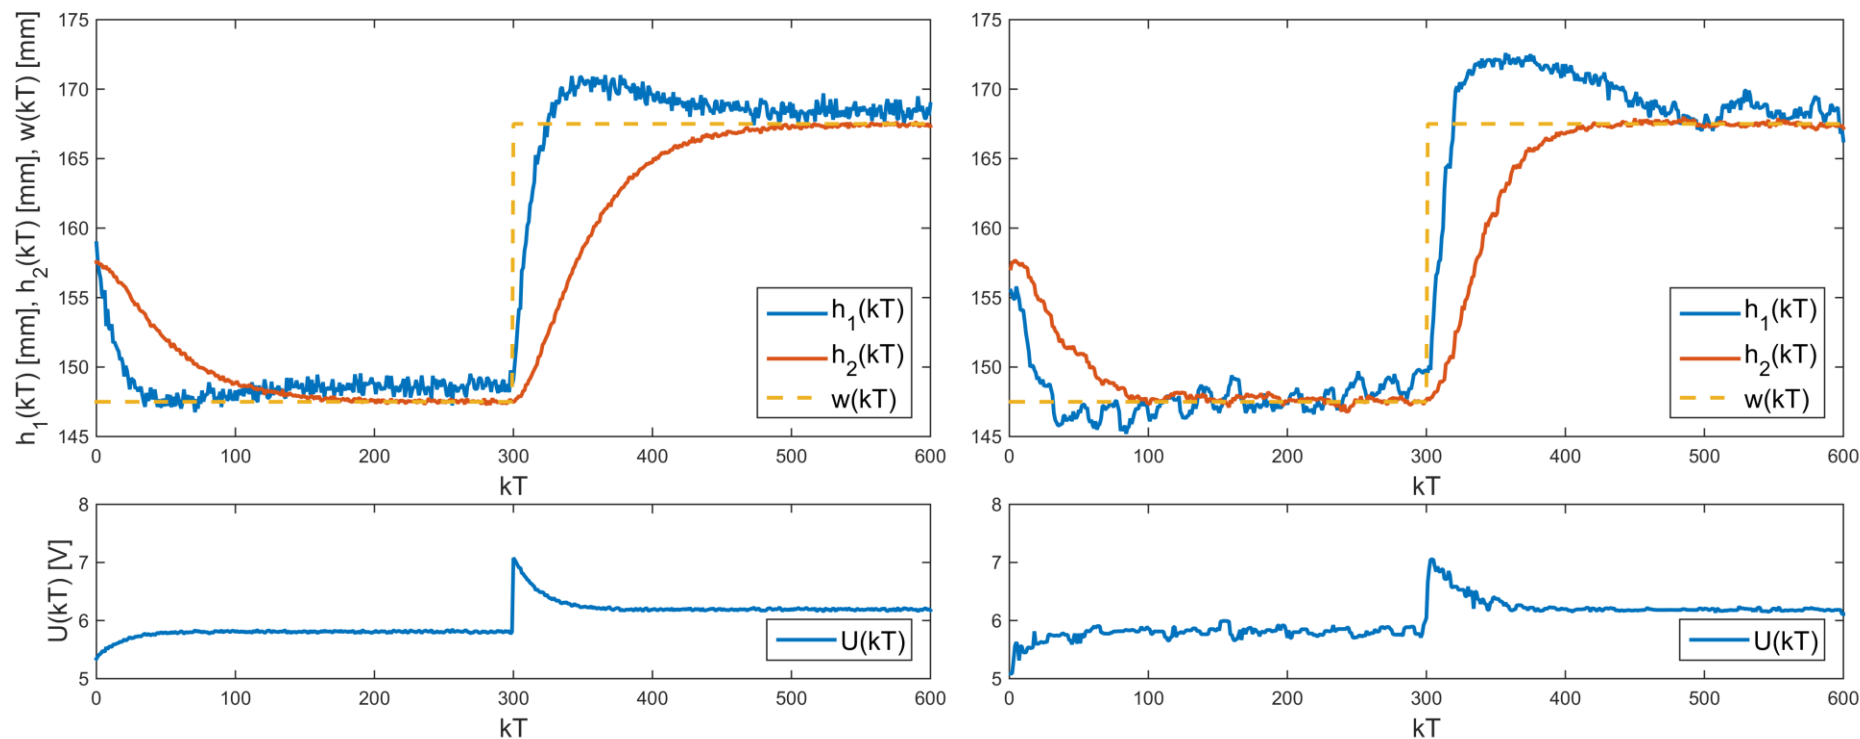 h₁(kT) [mm], h₂(kT) [mm], w(kT) [mm]
175
170
165
160
155
150
145
0 100 200 300 400 500 600
kT
h₁(kT)
h₂(kT)
w(kT)
175
170
165
160
155
150
145
0 100 200 300 400 500 600
kT
h₁(kT)
h₂(kT)
w(kT)
U(kT) [V]
8
7
6
5
0 100 200 300 400 500 600
kT
U(kT)
8
7
6
5
0 100 200 300 400 500 600
kT
U(kT)